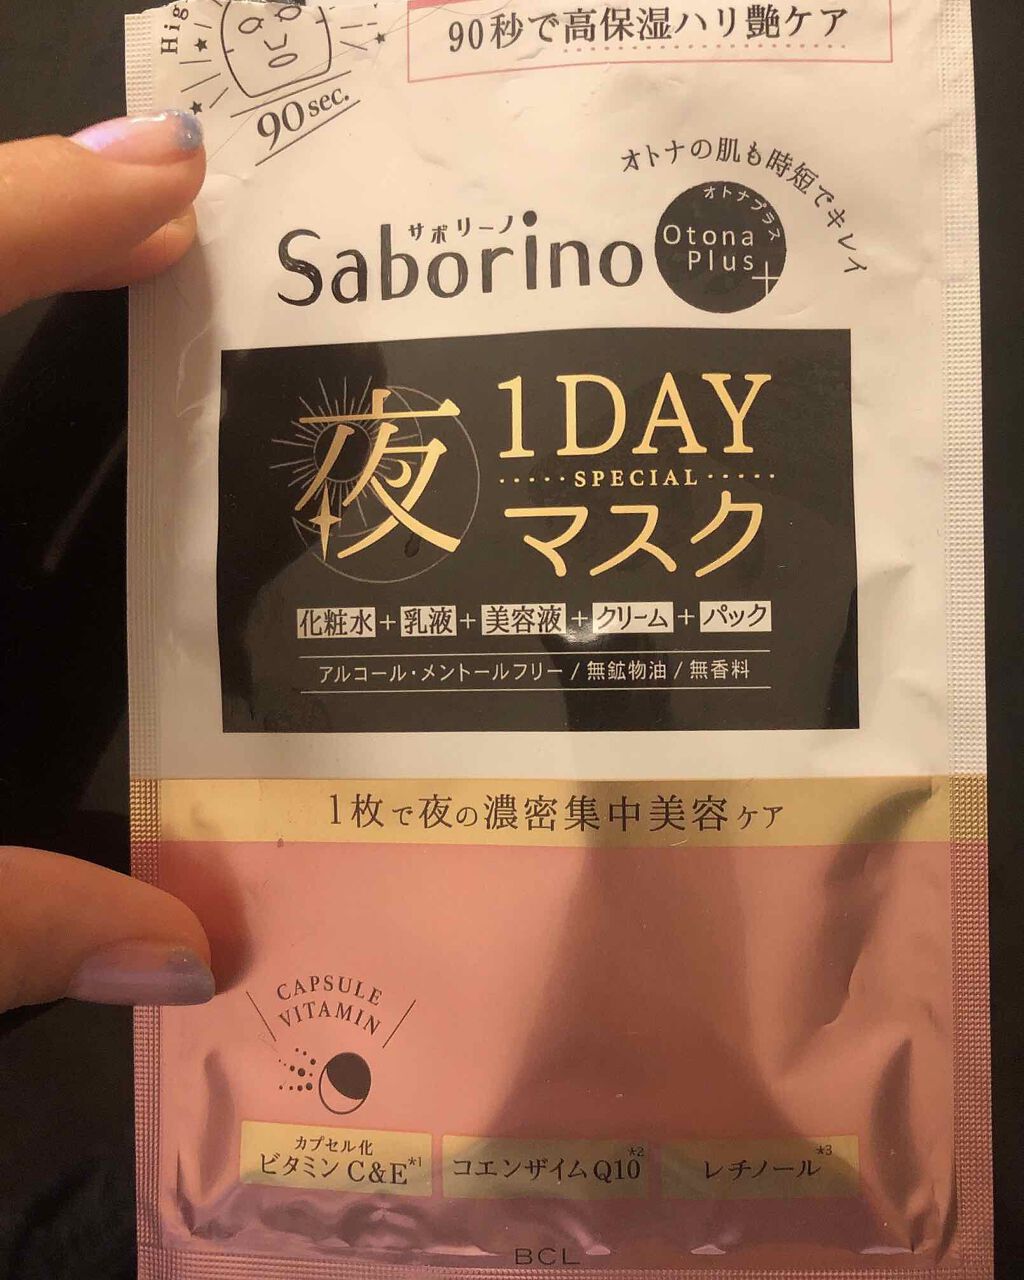 90秒で高保湿ハリ艶ケア
Hig
90sec.
オトナの肌も時短でキレイ
サボリーノ
Saborino
オトナプラス
Otona
Plus+
夜
1DAY
SPECIAL
マスク
化粧水+乳液+美容液+クリーム+パック
アルコール・メントールフリー / 無鉱物油 / 無香料
1枚で夜の濃密集中美容ケア
CAPSULE
VITAMIN
カプセル化
ビタミンC&E*1
コエンザイムQ10*2
レチノール*3
BCL